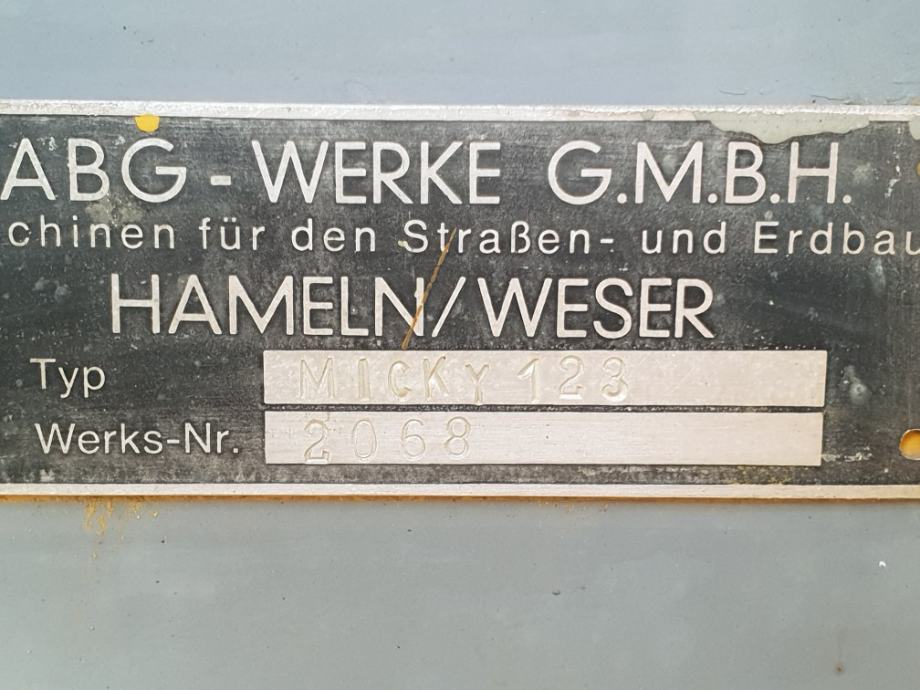 ABG - WERKE G.M.B.H.
chinen für den Straßen- und Erdbau
HAMELN/WESER
Typ MICKY 123
Werks-Nr. 2068